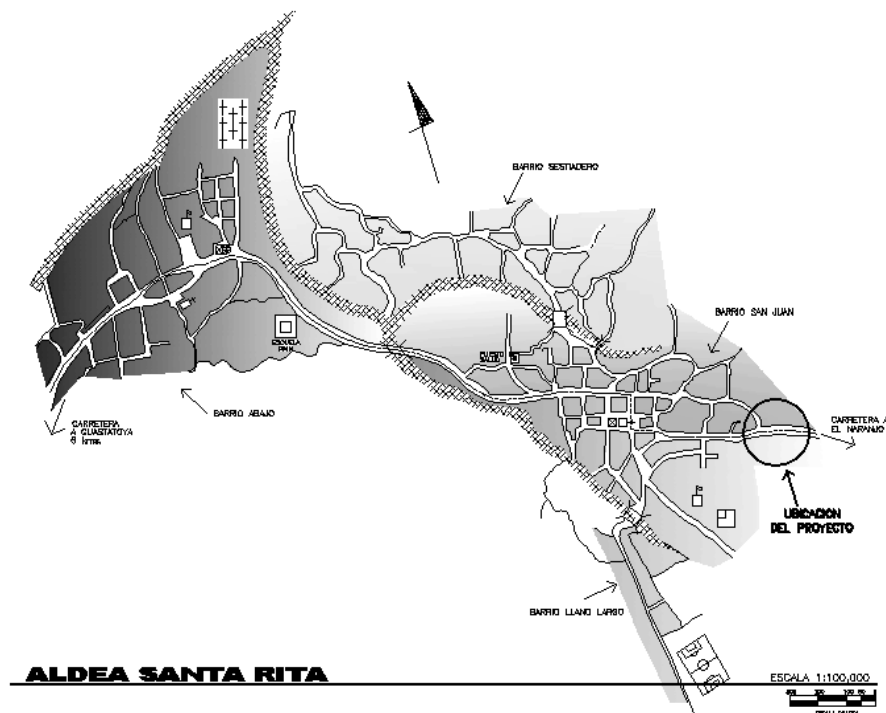 BARRIO SESTIADERO
BARRIO SAN JUAN
ESCUELA
PUESTO
SALUD
BARRIO ABAJO
CARRETERA
A GUASTATOYA
CARRETERA A
EL NARANJO
UBICACION
DEL PROYECTO
BARRIO LLANO LARGO
ALDEA SANTA RITA
ESCALA 1:100,000